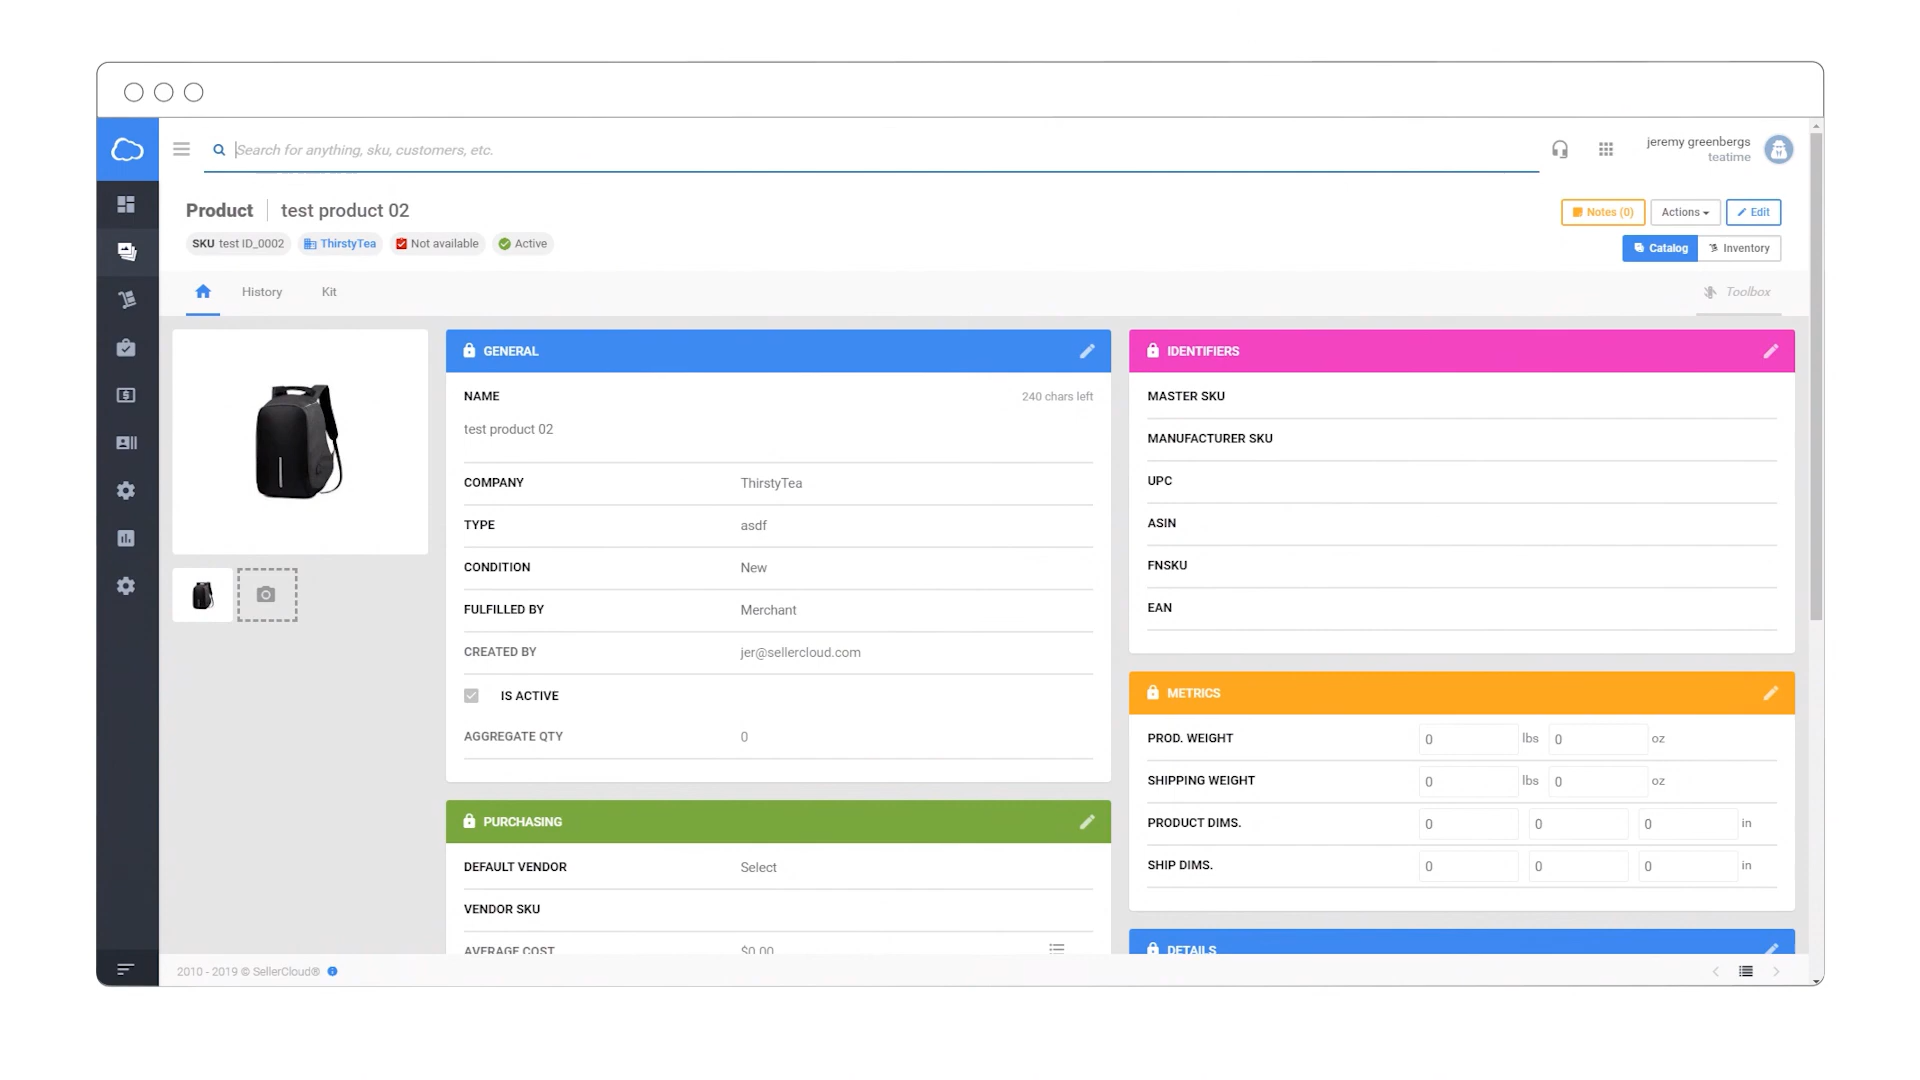 Search for anything, sku, customers, etc.
jeremy greenbergs
teatime
Product test product 02
Notes (0) Actions Edit
SKU test ID_0002 ThirstyTea Not available Active
Catalog Inventory
History Kit Toolbox
GENERAL
NAME 240 chars left
test product 02
COMPANY ThirstyTea
TYPE asdf
CONDITION New
FULFILLED BY Merchant
CREATED BY jer@sellercloud.com
IS ACTIVE
AGGREGATE QTY 0
PURCHASING
DEFAULT VENDOR Select
VENDOR SKU
AVERAGE COST $0.00
IDENTIFIERS
MASTER SKU
MANUFACTURER SKU
UPC
ASIN
FNSKU
EAN
METRICS
PROD. WEIGHT 0 lbs 0 oz
SHIPPING WEIGHT 0 lbs 0 oz
PRODUCT DIMS. 0 0 0 in
SHIP DIMS. 0 0 0 in
DETAILS
2010 - 2019 © SellerCloud®